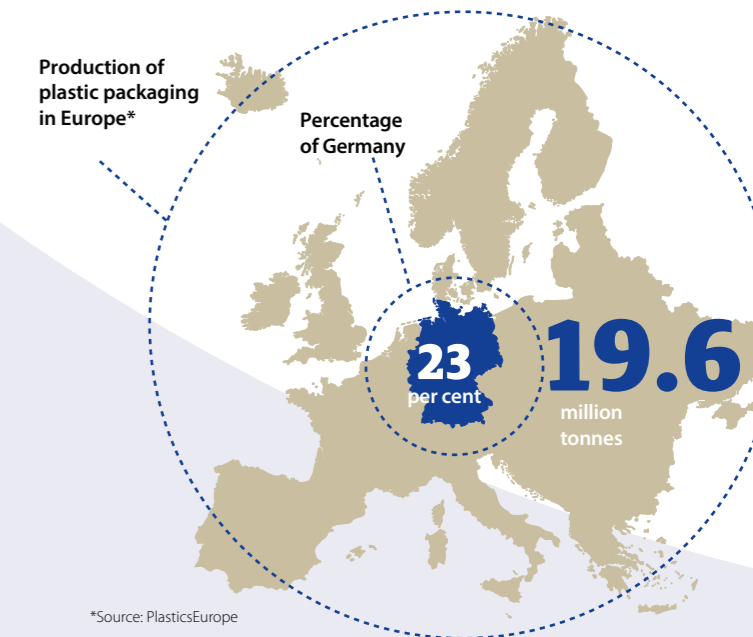 Production of
plastic packaging
in Europe*
Percentage
of Germany
23
per cent
19.6
million
tonnes
*Source: PlasticsEurope